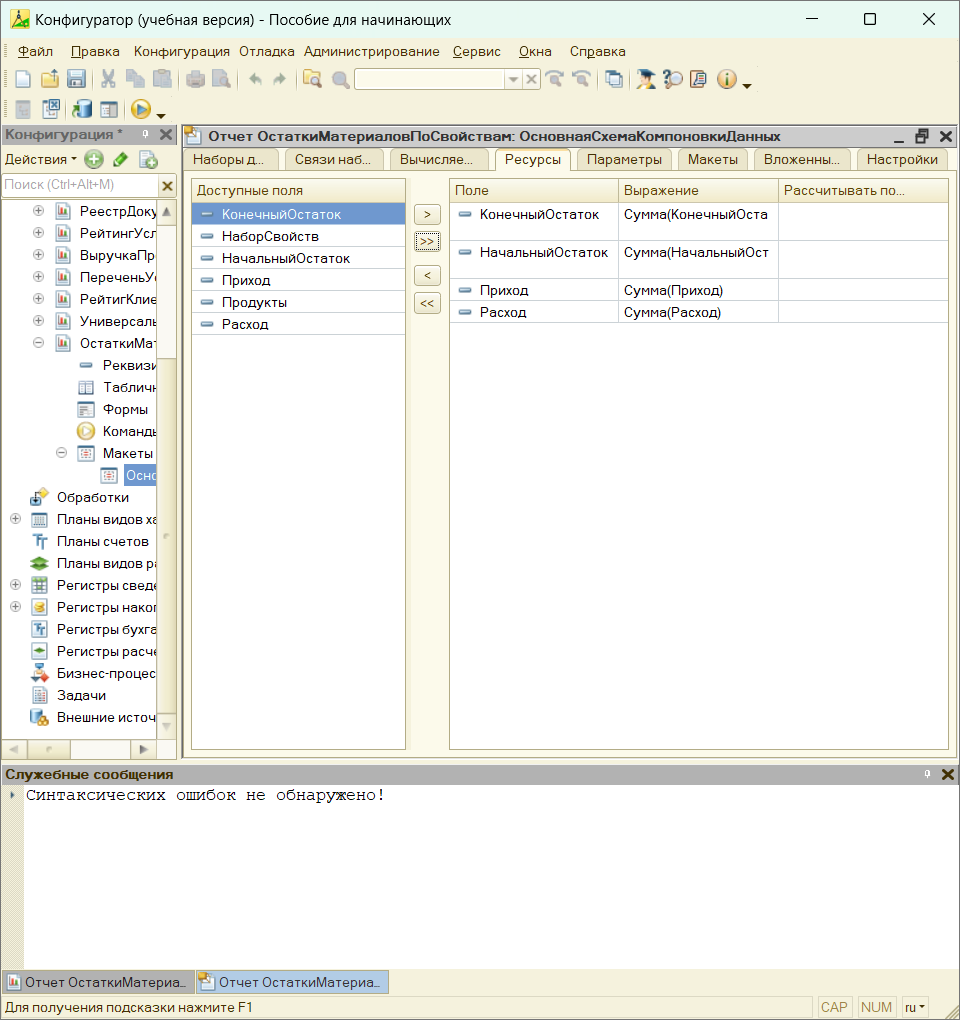 Конфигуратор (учебная версия) - Пособие для начинающих
Файл Правка Конфигурация Отладка Администрирование Сервис Окна Справка
Конфигурация *
Действия
Поиск (Ctrl+Alt+M)
РеестрДоку
РейтингУсл
ВыручкаПр
ПереченьУс
РейтигКлие
Универсаль
ОстаткиМат
Реквизи
Табличн
Формы
Команды
Макеты
Осно
Обработки
Планы видов ха
Планы счетов
Планы видов ра
Регистры сведе
Регистры накоп
Регистры бухга
Регистры расче
Бизнес-процес
Задачи
Внешние источ
Отчет ОстаткиМатериаловПоСвойствам: ОсновнаяСхемаКомпоновкиДанных
Наборы д... Связи наб... Вычисляе... Ресурсы Параметры Макеты Вложенны... Настройки
Доступные поля
КонечныйОстаток
НаборСвойств
НачальныйОстаток
Приход
Продукты
Расход
>
>>
<
<<
Поле Выражение Рассчитывать по...
КонечныйОстаток Сумма(КонечныйОста
НачальныйОстаток Сумма(НачальныйОст
Приход Сумма(Приход)
Расход Сумма(Расход)
Служебные сообщения
Синтаксических ошибок не обнаружено!
Отчет ОстаткиМатериа... Отчет ОстаткиМатериа...
Для получения подсказки нажмите F1 CAP NUM ru